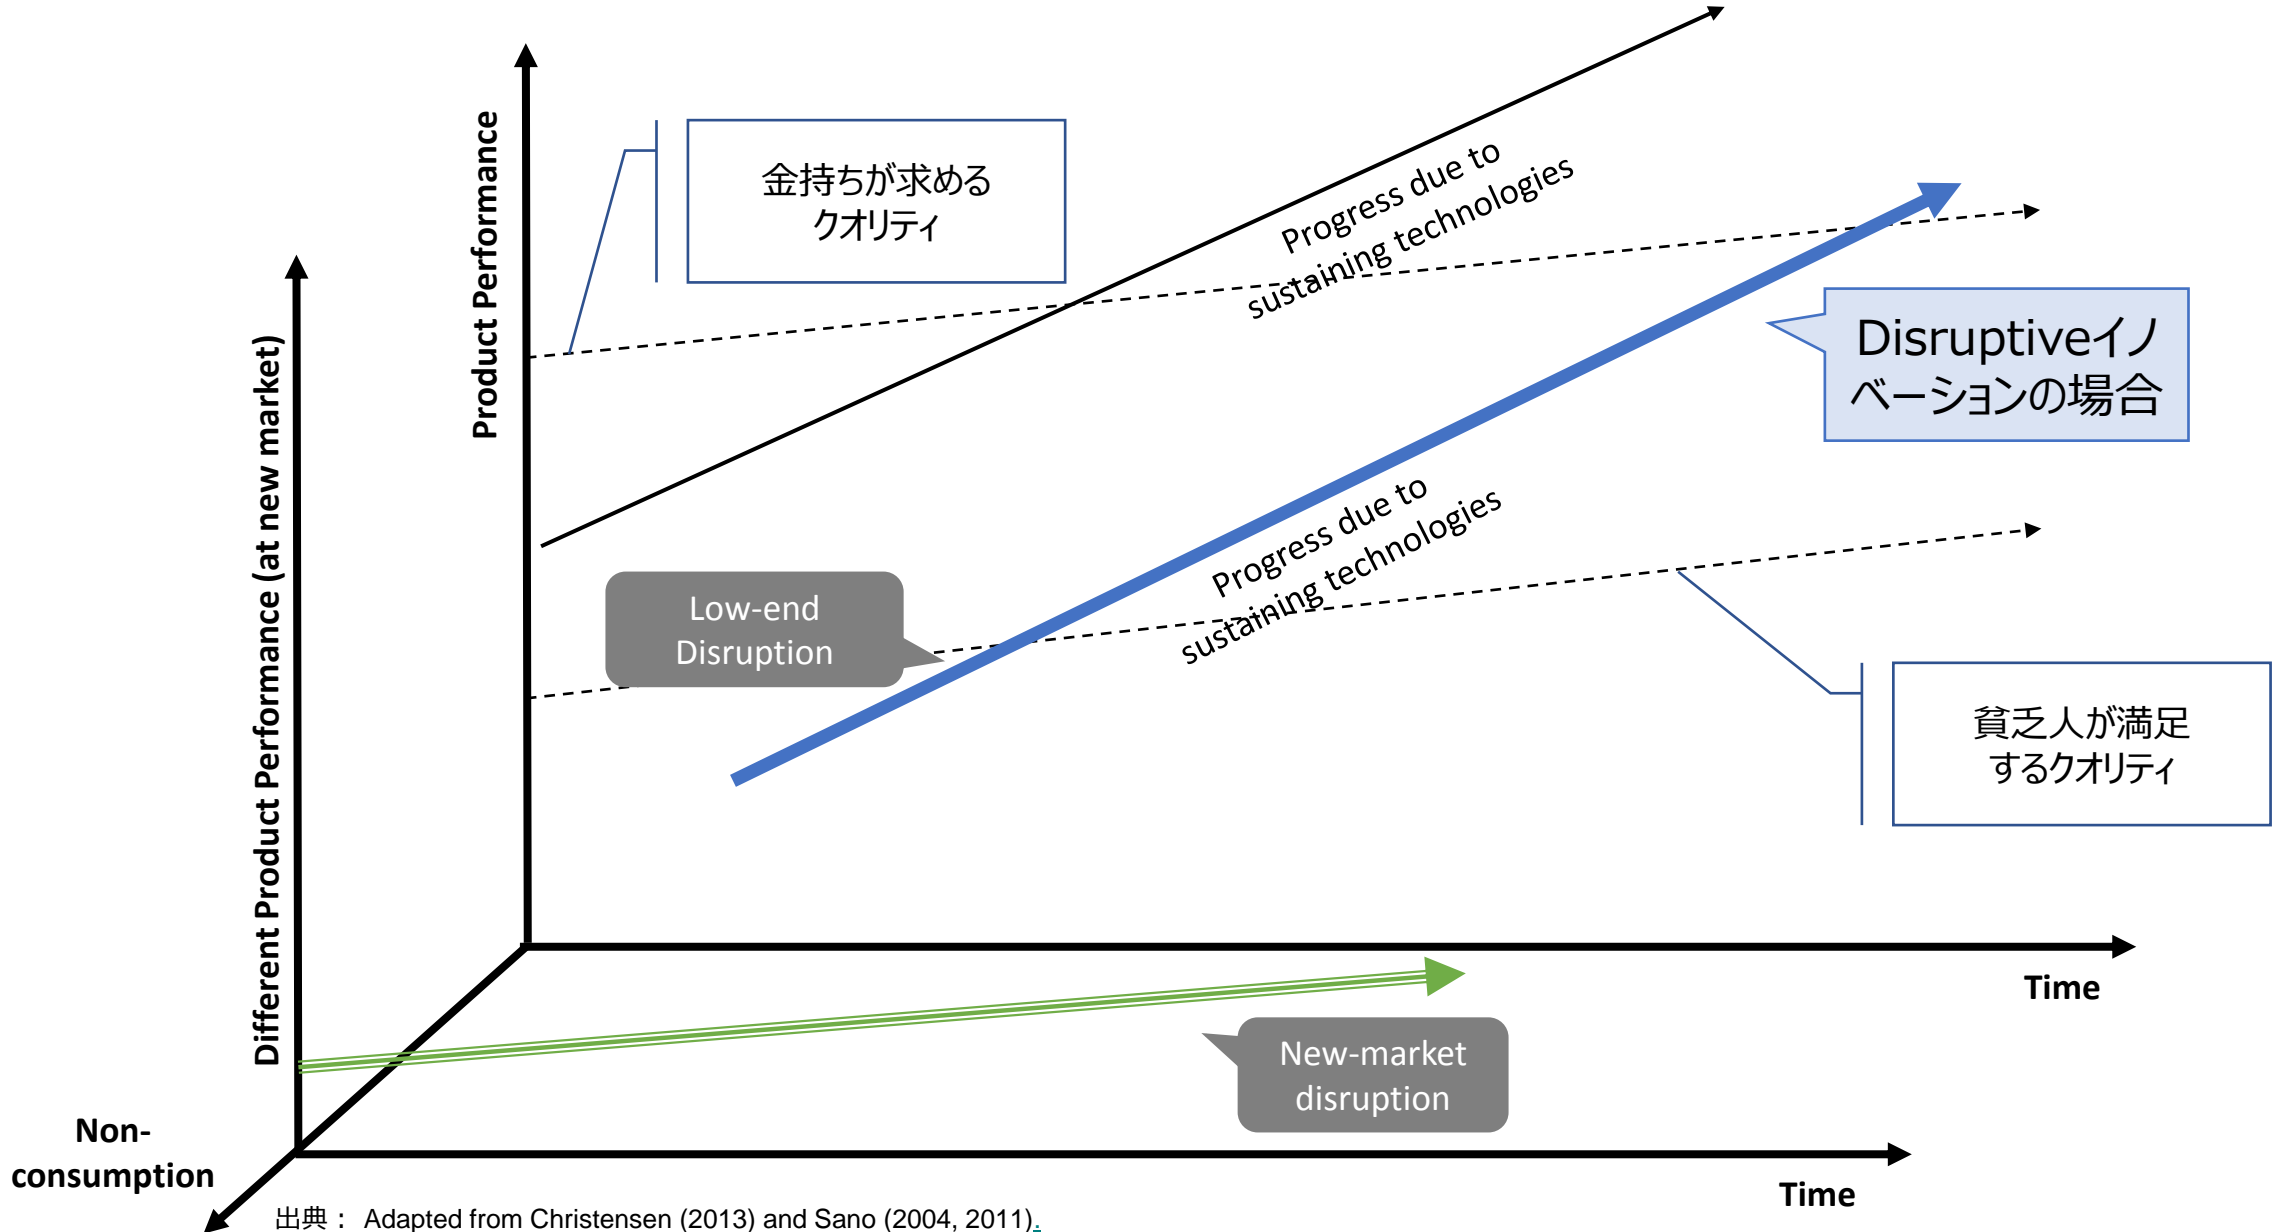 Product Performance
金持ちが求める
クオリティ
Progress due to
sustaining technologies
Different Product Performance (at new market)
Disruptiveイノ
ベーションの場合
Low-end
Disruption
Progress due to
sustaining technologies
貧乏人が満足
するクオリティ
Time
New-market
disruption
Non-
consumption
Time
出典： Adapted from Christensen (2013) and Sano (2004, 2011).